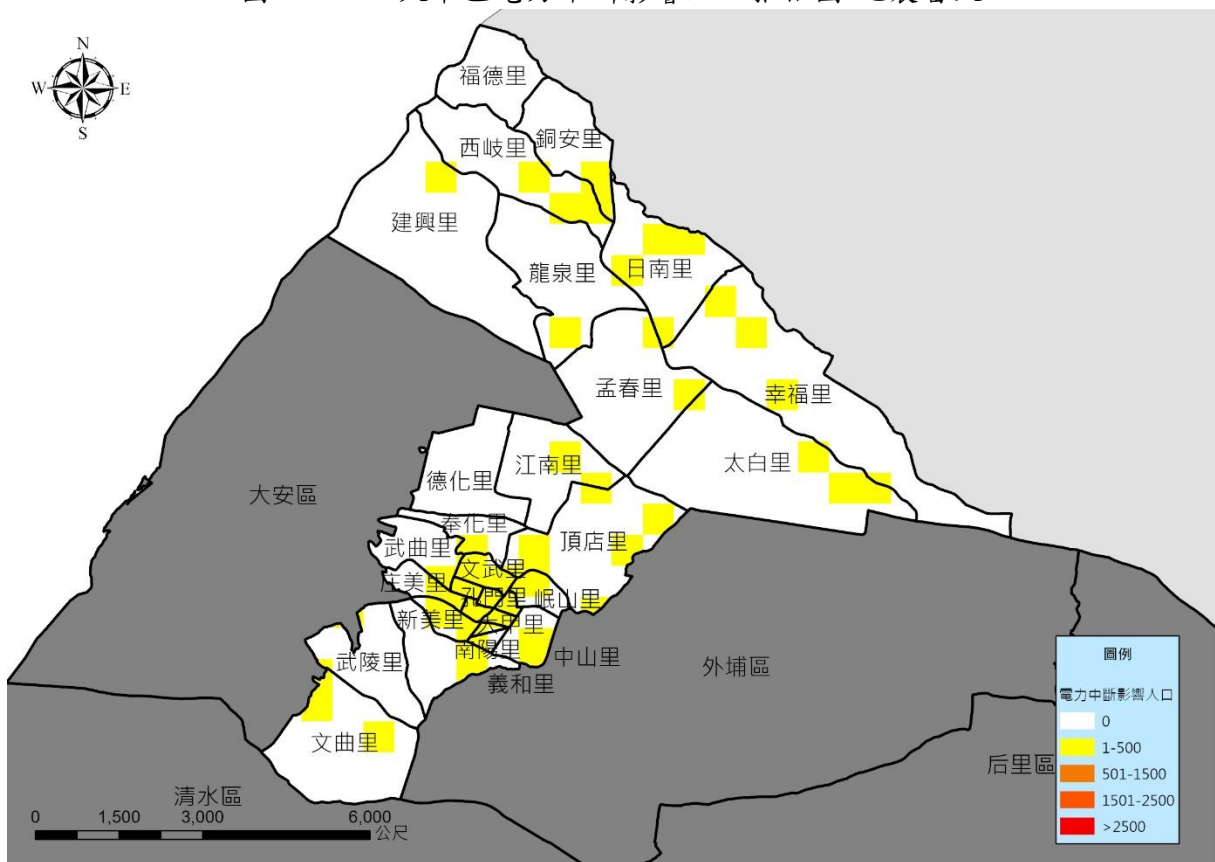 N
W
E
S
福德里
銅安里
西岐里
建興里
龍泉里
日南里
孟春里
幸福里
江南里
太白里
德化里
大安區
奉化里
武曲里
頂店里
文武里
庄美里
孔門里
岷山里
新美里
大甲里
南陽里
中山里
武陵里
義和里
外埔區
文曲里
后里區
清水區
0 1,500 3,000 6,000
公尺
圖例
電力中斷影響人口
0
1-500
501-1500
1501-2500
>2500